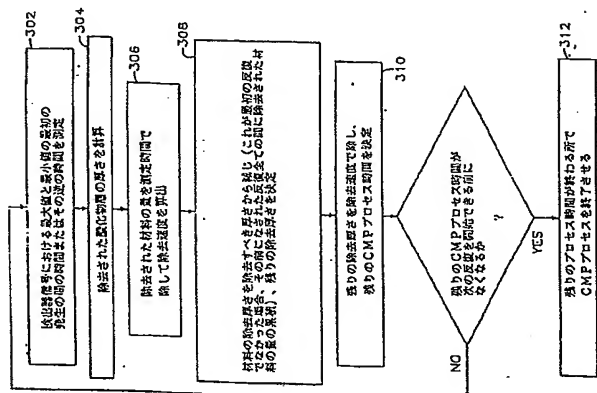 302
検出器信号における最大値と最小値の最初の
発生の間の時間またはその逆の時間を測定
304
除去された酸化物層の厚さを計算
306
除去された材料の量を測定時間で
除して除去速度を算出
308
材料の除去厚さを除去すべき厚さから減じ(これが最初の反復
でなかった場合、その前になされた反復全ての間に除去された材
料の量の累積)、残りの除去厚さを決定
310
残りの除去厚さを除去速度で除し、
残りのCMPプロセス時間を決定
残りのCMPプロセス時間が
次の反復を開始できる前に
なくなるか
?
NO
YES
312
残りのプロセス時間が終わる所で
CMPプロセスを終了させる